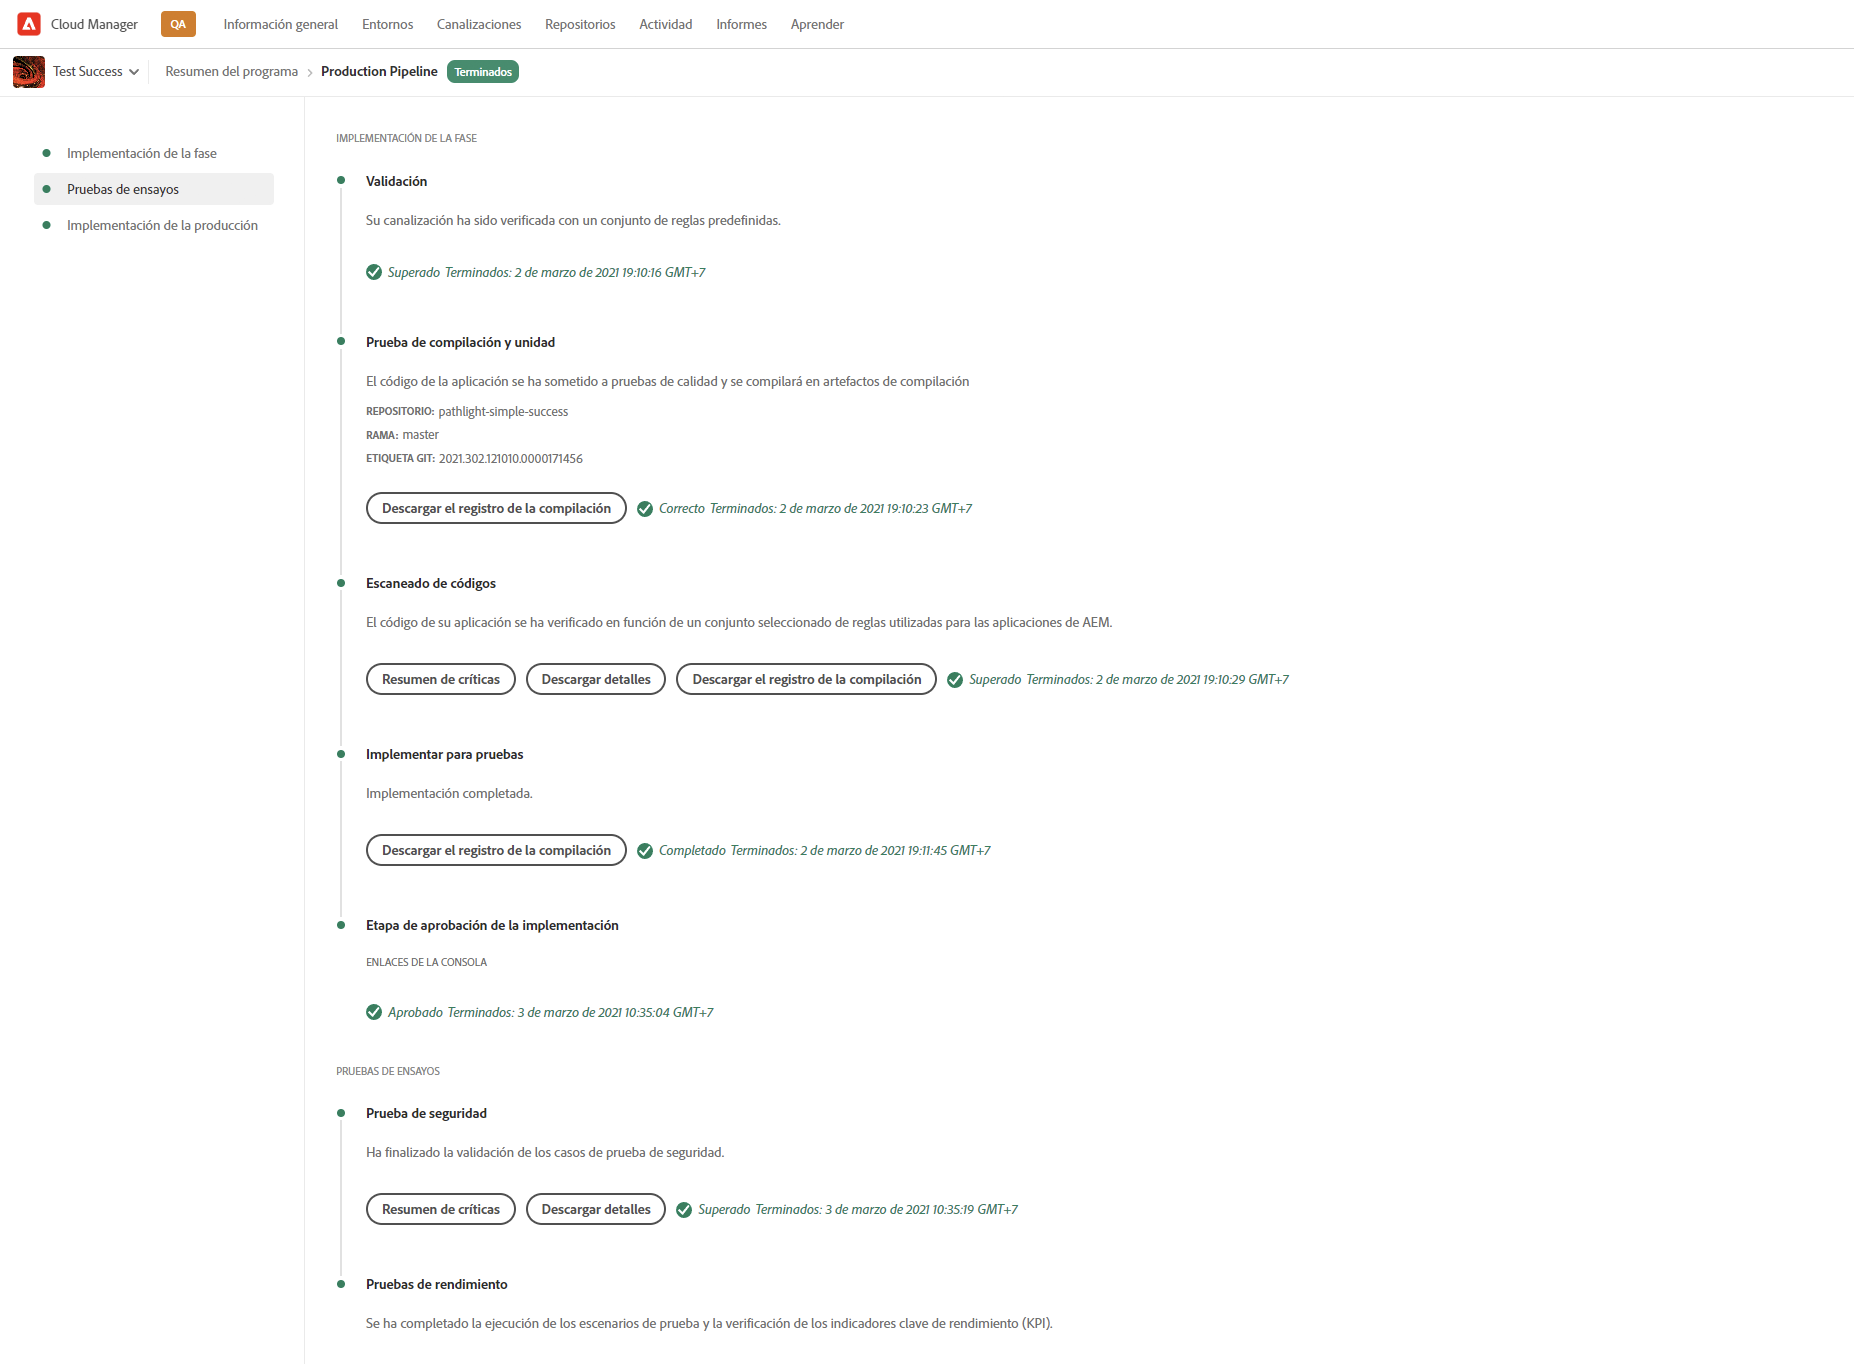 Cloud Manager QA Información general Entornos Canalizaciones Repositorios Actividad Informes Aprender
Test Success Resumen del programa Production Pipeline Terminados
Implementación de la fase
Pruebas de ensayos
Implementación de la producción
IMPLEMENTACIÓN DE LA FASE
Validación
Su canalización ha sido verificada con un conjunto de reglas predefinidas.
Superado Terminados: 2 de marzo de 2021 19:10:16 GMT+7
Prueba de compilación y unidad
El código de la aplicación se ha sometido a pruebas de calidad y se compilará en artefactos de compilación
REPOSITORIO: pathlight-simple-success
RAMA: master
ETIQUETA GIT: 2021.302.121010.0000171456
Descargar el registro de la compilación Correcto Terminados: 2 de marzo de 2021 19:10:23 GMT+7
Escaneado de códigos
El código de su aplicación se ha verificado en función de un conjunto seleccionado de reglas utilizadas para las aplicaciones de AEM.
Resumen de críticas Descargar detalles Descargar el registro de la compilación Superado Terminados: 2 de marzo de 2021 19:10:29 GMT+7
Implementar para pruebas
Implementación completada.
Descargar el registro de la compilación Completado Terminados: 2 de marzo de 2021 19:11:45 GMT+7
Etapa de aprobación de la implementación
ENLACES DE LA CONSOLA
Aprobado Terminados: 3 de marzo de 2021 10:35:04 GMT+7
PRUEBAS DE ENSAYOS
Prueba de seguridad
Ha finalizado la validación de los casos de prueba de seguridad.
Resumen de críticas Descargar detalles Superado Terminados: 3 de marzo de 2021 10:35:19 GMT+7
Pruebas de rendimiento
Se ha completado la ejecución de los escenarios de prueba y la verificación de los indicadores clave de rendimiento (KPI).